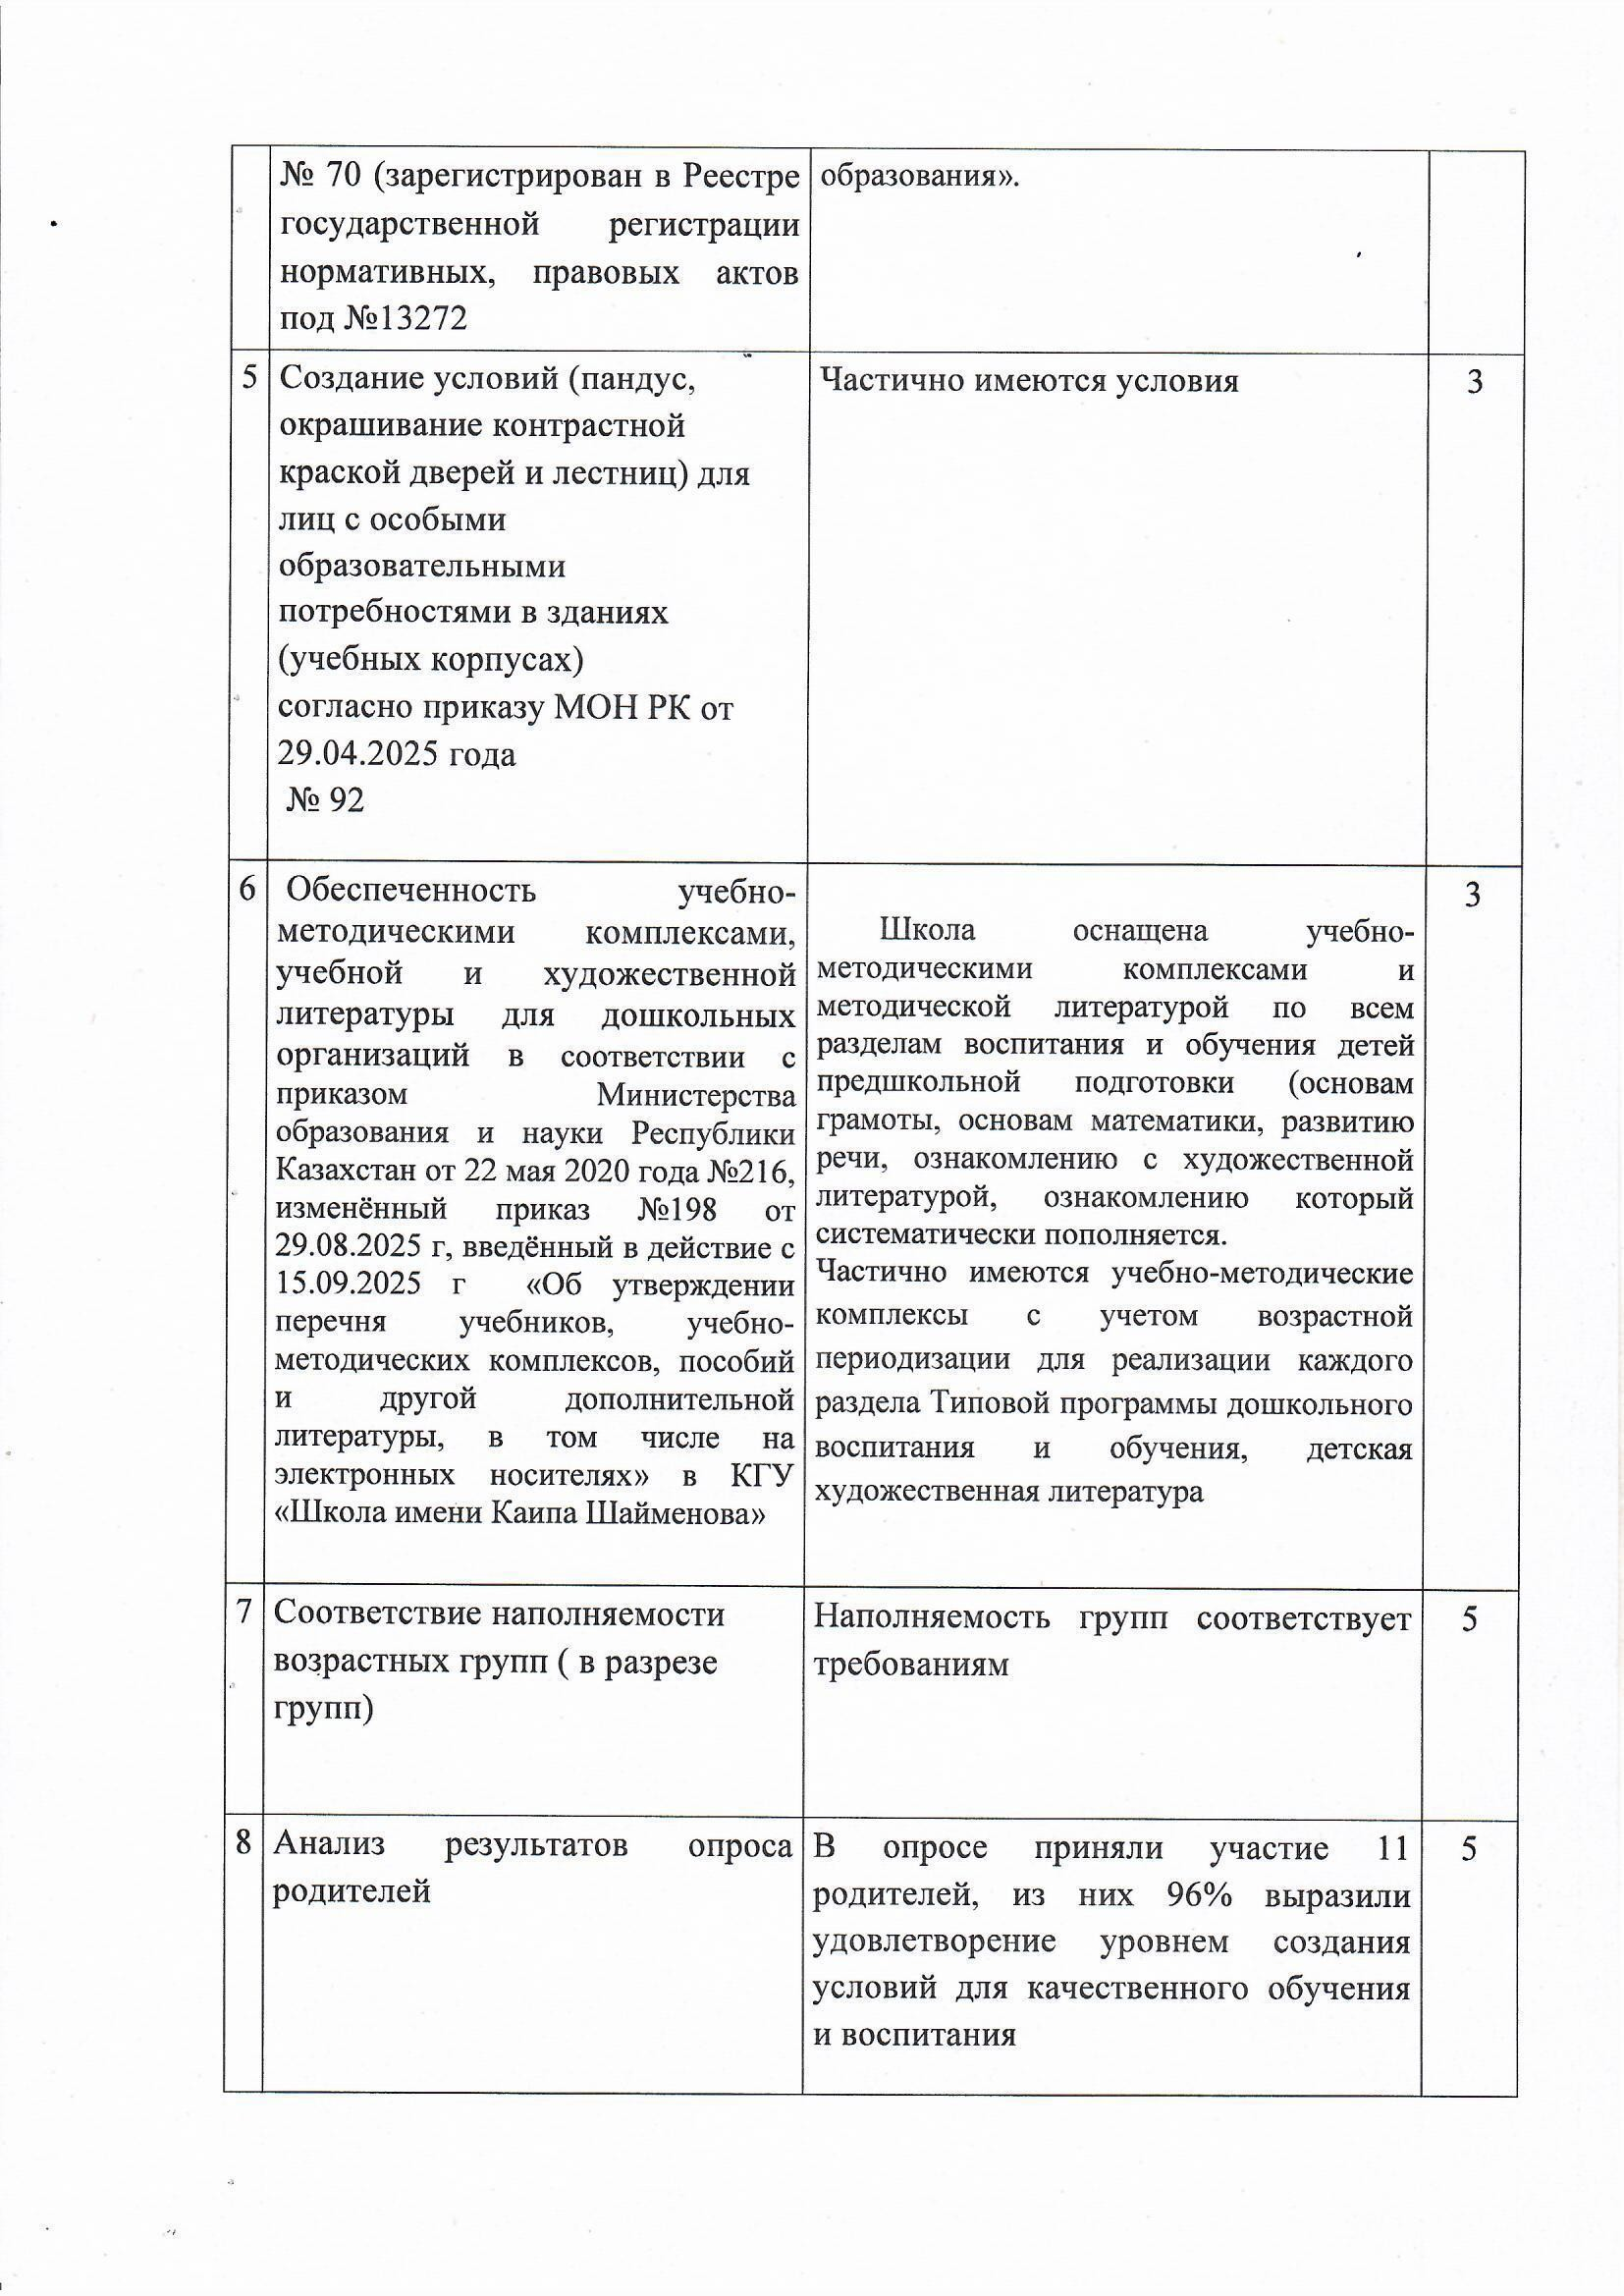 № 70 (зарегистрирован в Реестре
государственной регистрации
нормативных, правовых актов
под №13272
образования».
5
Создание условий (пандус,
окрашивание контрастной
краской дверей и лестниц) для
лиц с особыми
образовательными
потребностями в зданиях
(учебных корпусах)
согласно приказу МОН РК от
29.04.2025 года
№ 92
Частично имеются условия
3
6
Обеспеченность учебно-
методическими комплексами,
учебной и художественной
литературы для дошкольных
организаций в соответствии с
приказом Министерства
образования и науки Республики
Казахстан от 22 мая 2020 года №216,
изменённый приказ №198 от
29.08.2025 г, введённый в действие с
15.09.2025 г «Об утверждении
перечня учебников, учебно-
методических комплексов, пособий
и другой дополнительной
литературы, в том числе на
электронных носителях» в КГУ
«Школа имени Каипа Шайменова»
Школа оснащена учебно-
методическими комплексами и
методической литературой по всем
разделам воспитания и обучения детей
предшкольной подготовки (основам
грамоты, основам математики, развитию
речи, ознакомлению с художественной
литературой, ознакомлению который
систематически пополняется.
Частично имеются учебно-методические
комплексы с учетом возрастной
периодизации для реализации каждого
раздела Типовой программы дошкольного
воспитания и обучения, детская
художественная литература
3
7
Соответствие наполняемости
возрастных групп ( в разрезе
групп)
Наполняемость групп соответствует
требованиям
5
8
Анализ результатов опроса
родителей
В опросе приняли участие 11
родителей, из них 96% выразили
удовлетворение уровнем создания
условий для качественного обучения
и воспитания
5